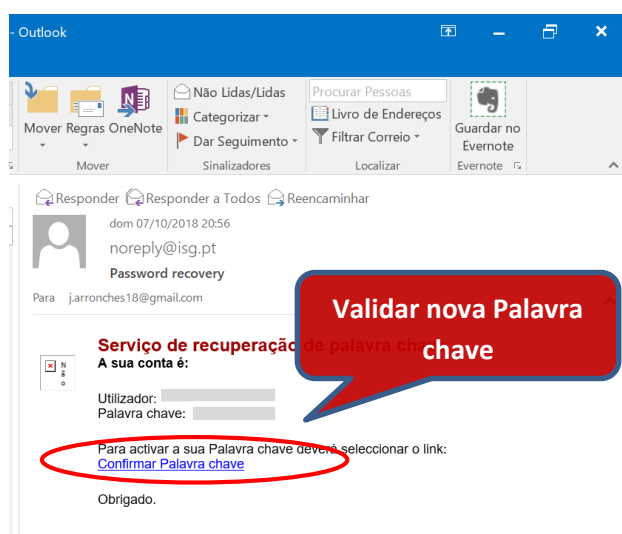 - Outlook
Não Lidas/Lidas
Categorizar
Dar Seguimento
Procurar Pessoas
Livro de Endereços
Filtrar Correio
Mover Regras OneNote
Guardar no
Evernote
Mover
Sinalizadores
Localizar
Evernote
Responder Responder a Todos Reencaminhar
dom 07/10/2018 20:56
noreply@isg.pt
Password recovery
Para j.arronches18@gmail.com
Validar nova Palavra
chave
Serviço de recuperação de palavra chave
A sua conta é:
N
ã
o
Utilizador:
Palavra chave:
Para activar a sua Palavra chave deverá seleccionar o link:
Confirmar Palavra chave
Obrigado.